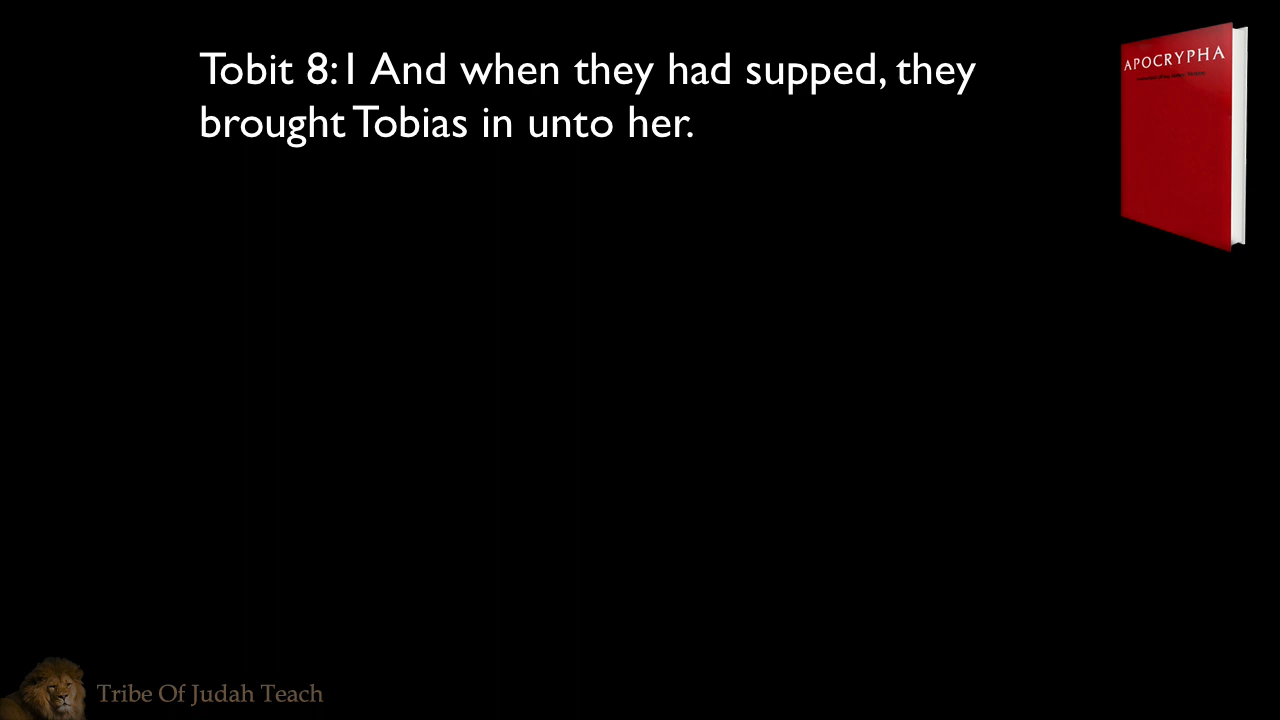 Tobit 8:1 And when they had supped, they
brought Tobias in unto her.
APOCRYPHA
Tribe Of Judah Teach